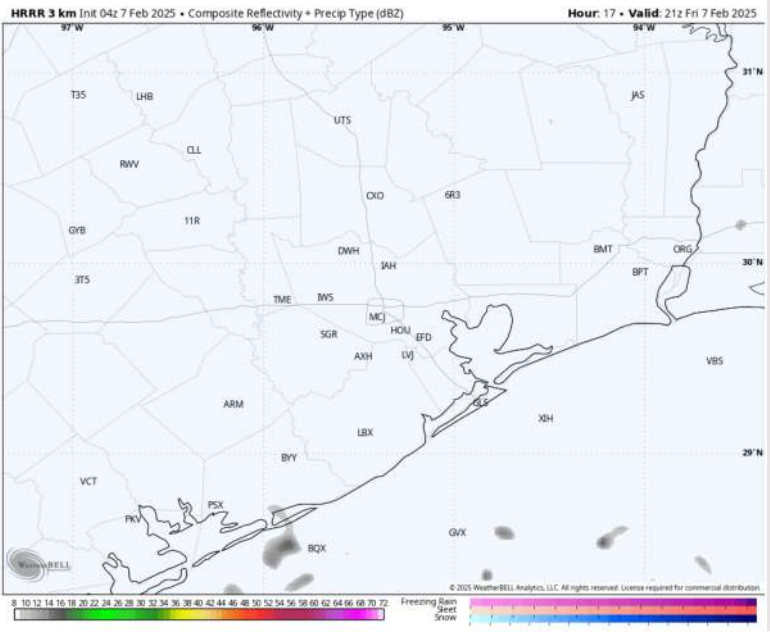 HRRR 3 km Init 04z 7 Feb 2025 • Composite Reflectivity + Precip Type (dBZ) Hour: 17 • Valid: 21z Fri 7 Feb 2025
97°W 96°W 95°W 94°W
31°N
T35 LHB JAS
UTS
CLL
RWV
CXO 6R3
11R
GYB
DWH BMT ORG
IAH 30°N
BPT
3T5
TME IWS
MCJ
SGR HOU EFD
AXH LVJ
VBS
ARM GLS
XIH
LBX
BYY 29°N
VCT
PSX
PKV
GVX
BQX
WeatherBELL
© 2025 WeatherBELL Analytics, LLC. All rights reserved. License required for commercial distribution.
8 10 12 14 16 18 20 22 24 26 28 30 32 34 36 38 40 42 44 46 48 50 52 54 56 58 60 62 64 66 68 70 72
Freezing Rain
Sleet
Snow